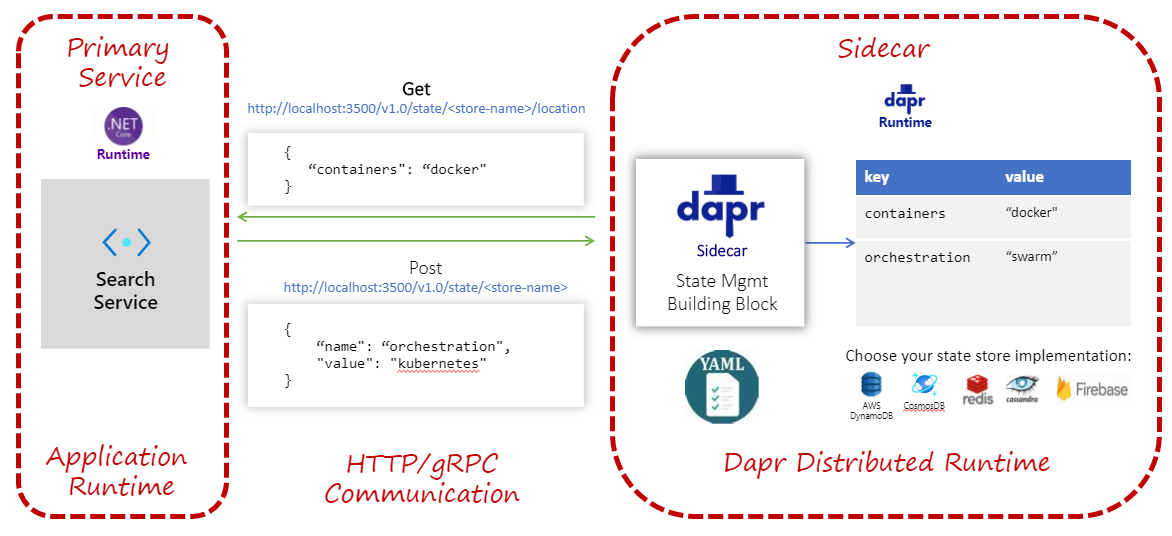 Primary
Service
.NET
Core
Runtime
Search
Service
Application
Runtime
Get
http://localhost:3500/v1.0/state/<store-name>/location
{
“containers": “docker"
}
Post
http://localhost:3500/v1.0/state/<store-name>
{
“name": “orchestration",
"value": "kubernetes"
}
HTTP/gRPC
Communication
Sidecar
dapr
Runtime
dapr
Sidecar
State Mgmt
Building Block
key value
containers “docker"
orchestration “swarm”
YAML
Choose your state store implementation:
AWS
DynamoDB
CosmosDB
redis
cassandra
Firebase
Dapr Distributed Runtime